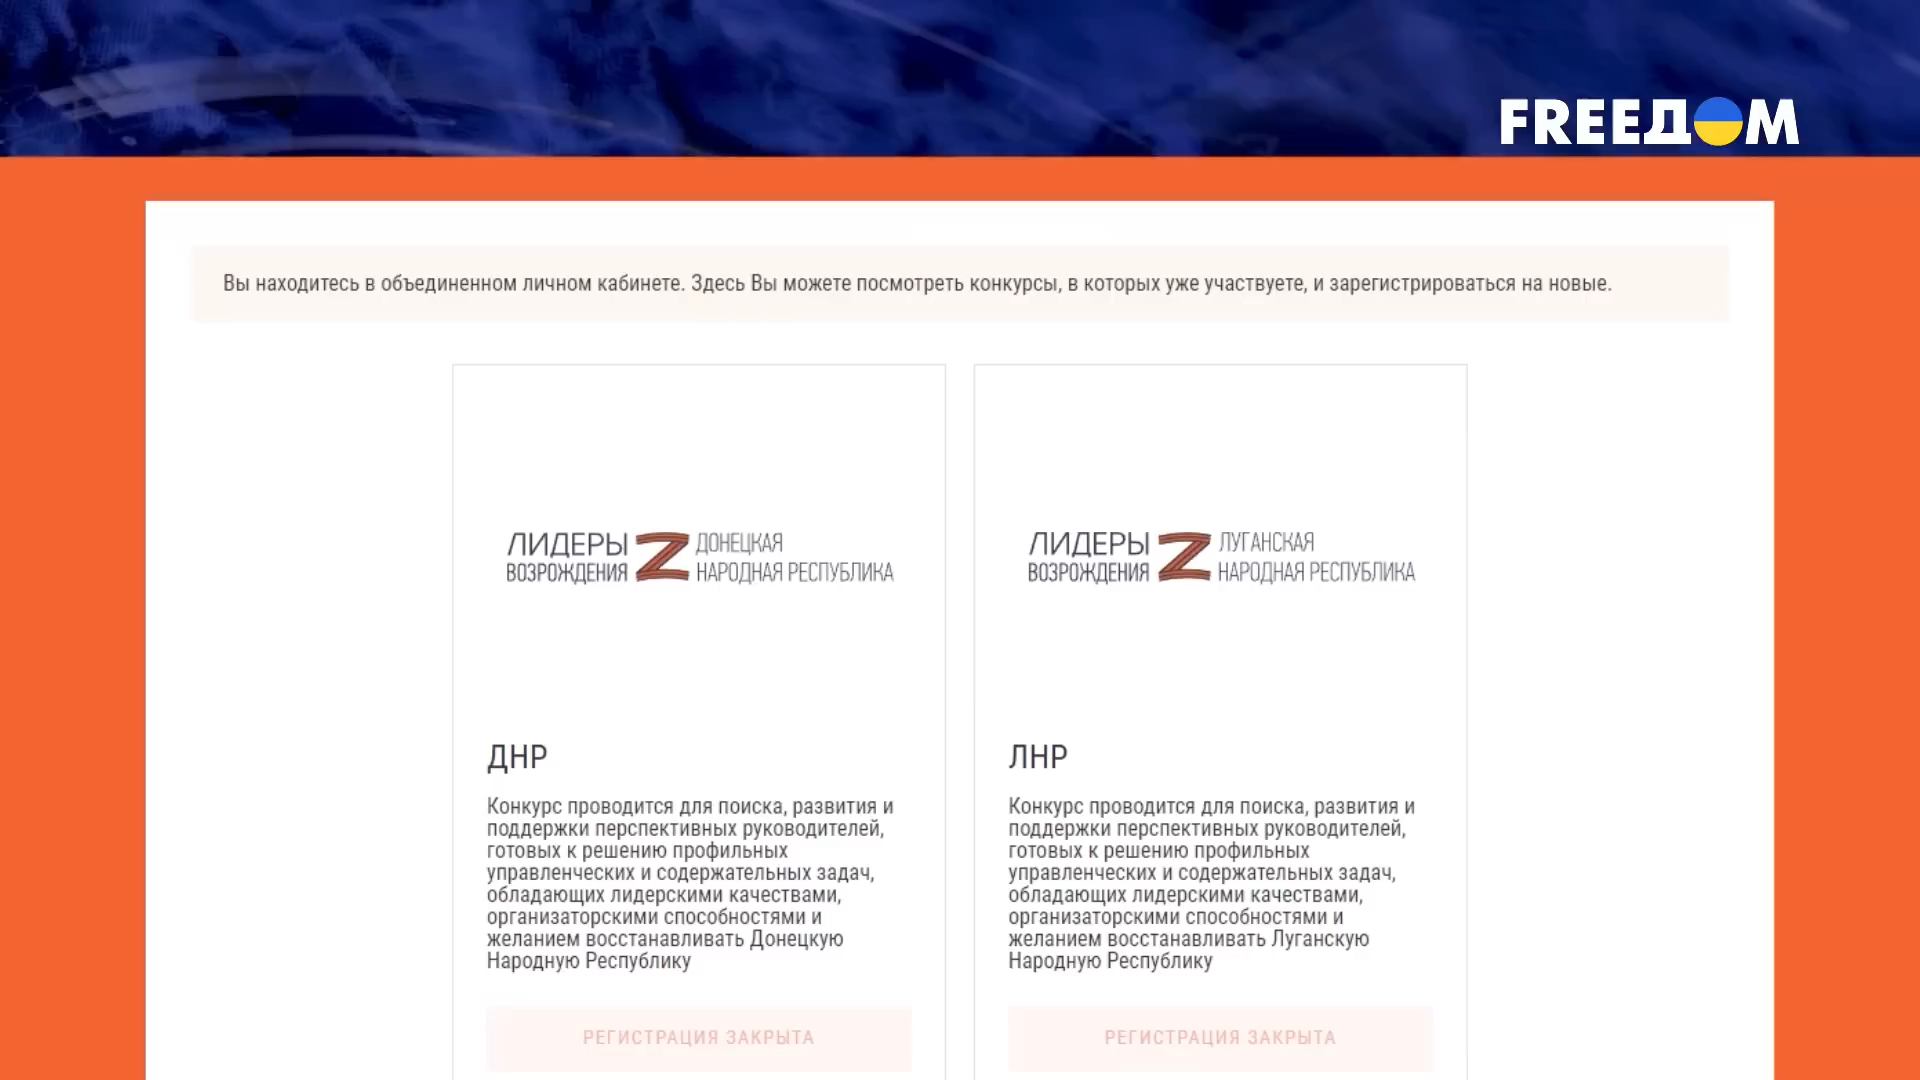 FREEДOM
Вы находитесь в объединенном личном кабинете. Здесь Вы можете посмотреть конкурсы, в которых уже участвуете, и зарегистрироваться на новые.
ЛИДЕРЫ
ВОЗРОЖДЕНИЯ
Z
ДОНЕЦКАЯ
НАРОДНАЯ РЕСПУБЛИКА
ДНР
Конкурс проводится для поиска, развития и
поддержки перспективных руководителей,
готовых к решению профильных
управленческих и содержательных задач,
обладающих лидерскими качествами,
организаторскими способностями и
желанием восстанавливать Донецкую
Народную Республику
РЕГИСТРАЦИЯ ЗАКРЫТА
ЛИДЕРЫ
ВОЗРОЖДЕНИЯ
Z
ЛУГАНСКАЯ
НАРОДНАЯ РЕСПУБЛИКА
ЛНР
Конкурс проводится для поиска, развития и
поддержки перспективных руководителей,
готовых к решению профильных
управленческих и содержательных задач,
обладающих лидерскими качествами,
организаторскими способностями и
желанием восстанавливать Луганскую
Народную Республику
РЕГИСТРАЦИЯ ЗАКРЫТА